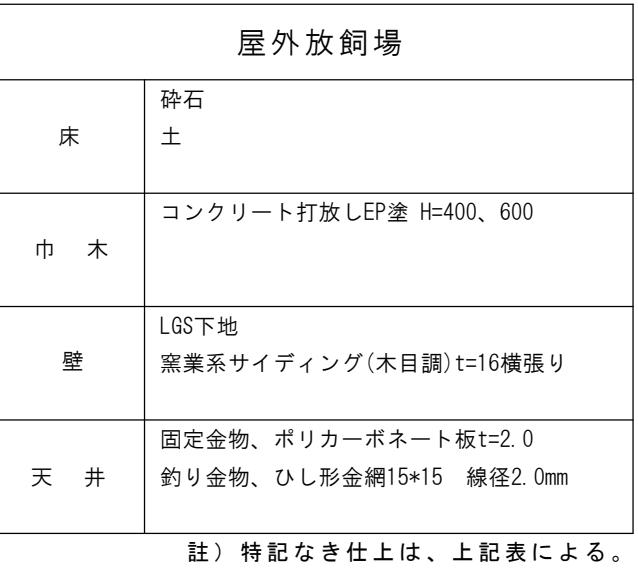 屋外放飼場
床
砕石
土
巾 木
コンクリート打放しEP塗 H=400、600
壁
LGS下地
窯業系サイディング(木目調)t=16横張り
天 井
固定金物、ポリカーボネート板t=2.0
釣り金物、ひし形金網15*15 線径2.0mm
註)特記なき仕上は、上記表による。